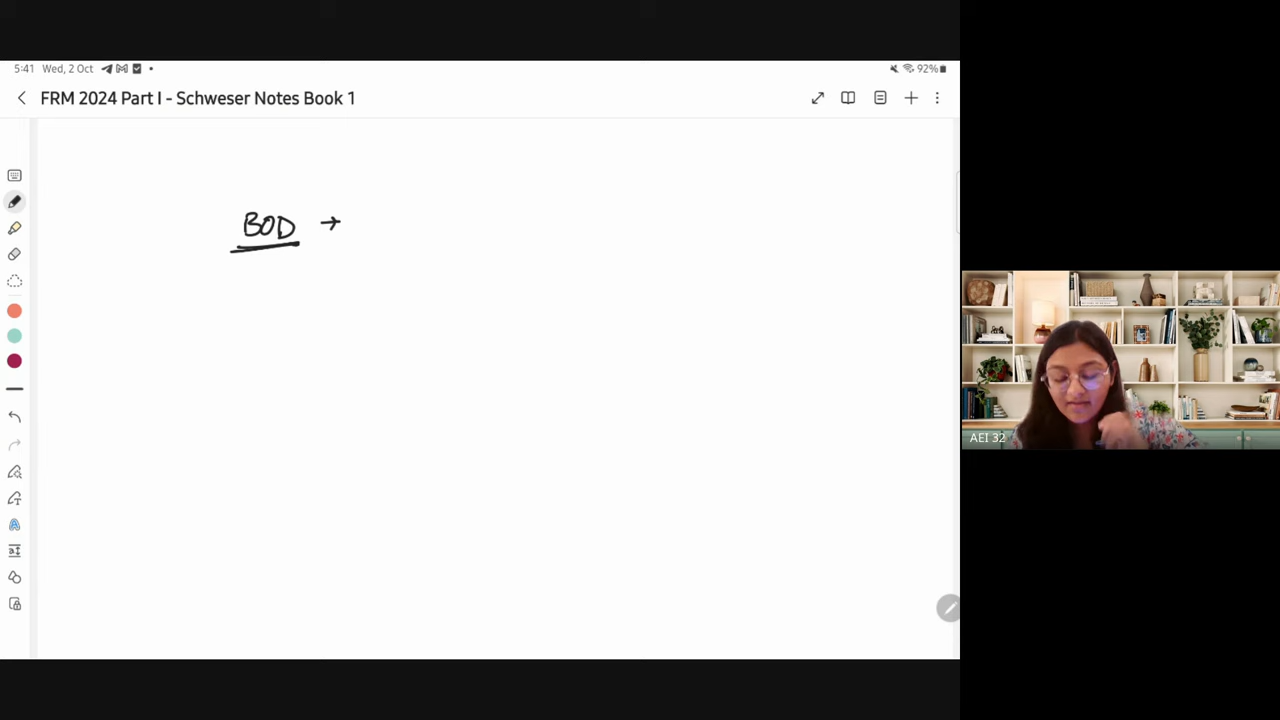 5:41 Wed, 2 Oct
92%
FRM 2024 Part I - Schweser Notes Book 1
BOD →
AEI 32